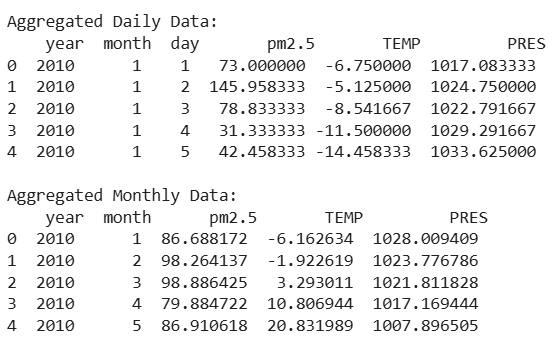 Aggregated Daily Data:
year month day pm2.5 TEMP PRES
0 2010 1 1 73.000000 -6.750000 1017.083333
1 2010 1 2 145.958333 -5.125000 1024.750000
2 2010 1 3 78.833333 -8.541667 1022.791667
3 2010 1 4 31.333333 -11.500000 1029.291667
4 2010 1 5 42.458333 -14.458333 1033.625000
Aggregated Monthly Data:
year month pm2.5 TEMP PRES
0 2010 1 86.688172 -6.162634 1028.009409
1 2010 2 98.264137 -1.922619 1023.776786
2 2010 3 98.886425 3.293011 1021.811828
3 2010 4 79.884722 10.806944 1017.169444
4 2010 5 86.910618 20.831989 1007.896505